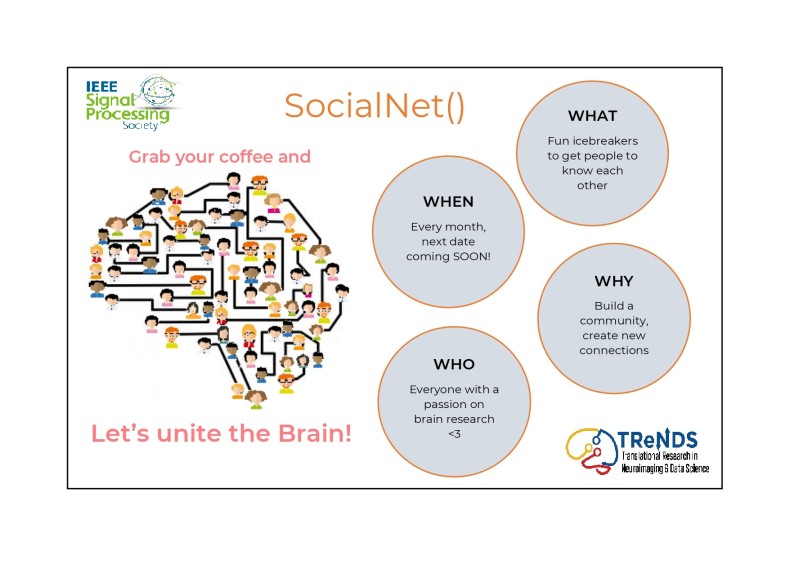 IEEE
Signal
Processing
Society
SocialNet()
Grab your coffee and
Let's unite the Brain!
WHEN
Every month,
next date
coming SOON!
WHAT
Fun icebreakers
to get people to
know each
other
WHY
Build a
community,
create new
connections
WHO
Everyone with a
passion on
brain research
<3
TReNDS
Translational Research in
Neuroimaging & Data Science